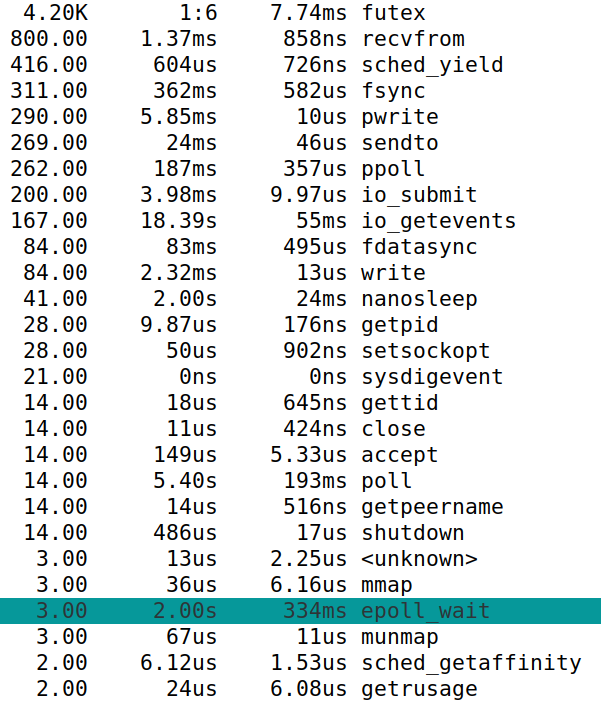 4.20K 1:6 7.74ms futex
800.00 1.37ms 858ns recvfrom
416.00 604us 726ns sched_yield
311.00 362ms 582us fsync
290.00 5.85ms 10us pwrite
269.00 24ms 46us sendto
262.00 187ms 357us ppoll
200.00 3.98ms 9.97us io_submit
167.00 18.39s 55ms io_getevents
84.00 83ms 495us fdatasync
84.00 2.32ms 13us write
41.00 2.00s 24ms nanosleep
28.00 9.87us 176ns getpid
28.00 50us 902ns setsockopt
21.00 0ns 0ns sysdigevent
14.00 18us 645ns gettid
14.00 11us 424ns close
14.00 149us 5.33us accept
14.00 5.40s 193ms poll
14.00 14us 516ns getpeername
14.00 486us 17us shutdown
3.00 13us 2.25us <unknown>
3.00 36us 6.16us mmap
3.00 2.00s 334ms epoll_wait
3.00 67us 11us munmap
2.00 6.12us 1.53us sched_getaffinity
2.00 24us 6.08us getrusage